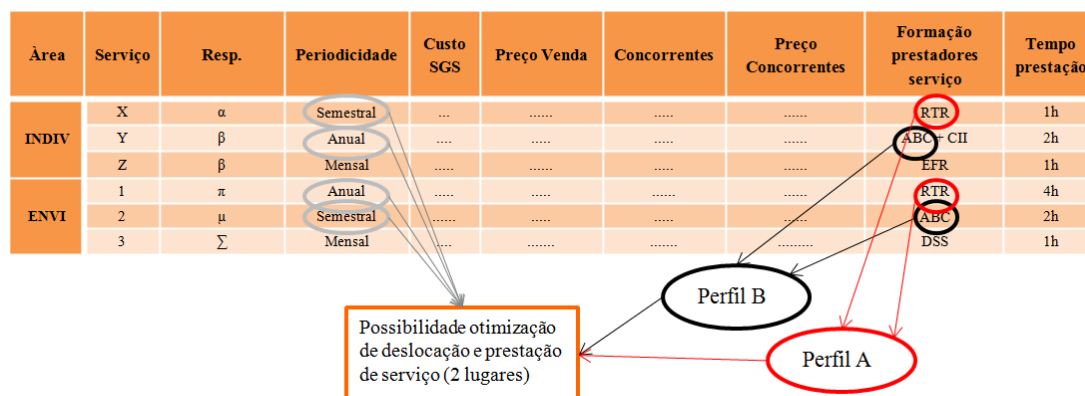 Àrea Serviço Resp. Periodicidade Custo SGS Preço Venda Concorrentes Preço Concorrentes Formação prestadores serviço Tempo prestação
INDIV
X α Semestral ... ...... ..... ...... RTR 1h
Y β Anual .... ..... ..... ...... ABC + CII 2h
Z β Mensal ..... ..... ..... ...... EFR 1h
ENVI
1 π Anual ..... ..... ...... ..... RTR 4h
2 µ Semestral ...... ..... ..... ...... ABC 2h
3 ∑ Mensal .... ....... ....... ......... DSS 1h
Perfil B
Possibilidade otimização
de deslocação e prestação
de serviço (2 lugares)
Perfil A